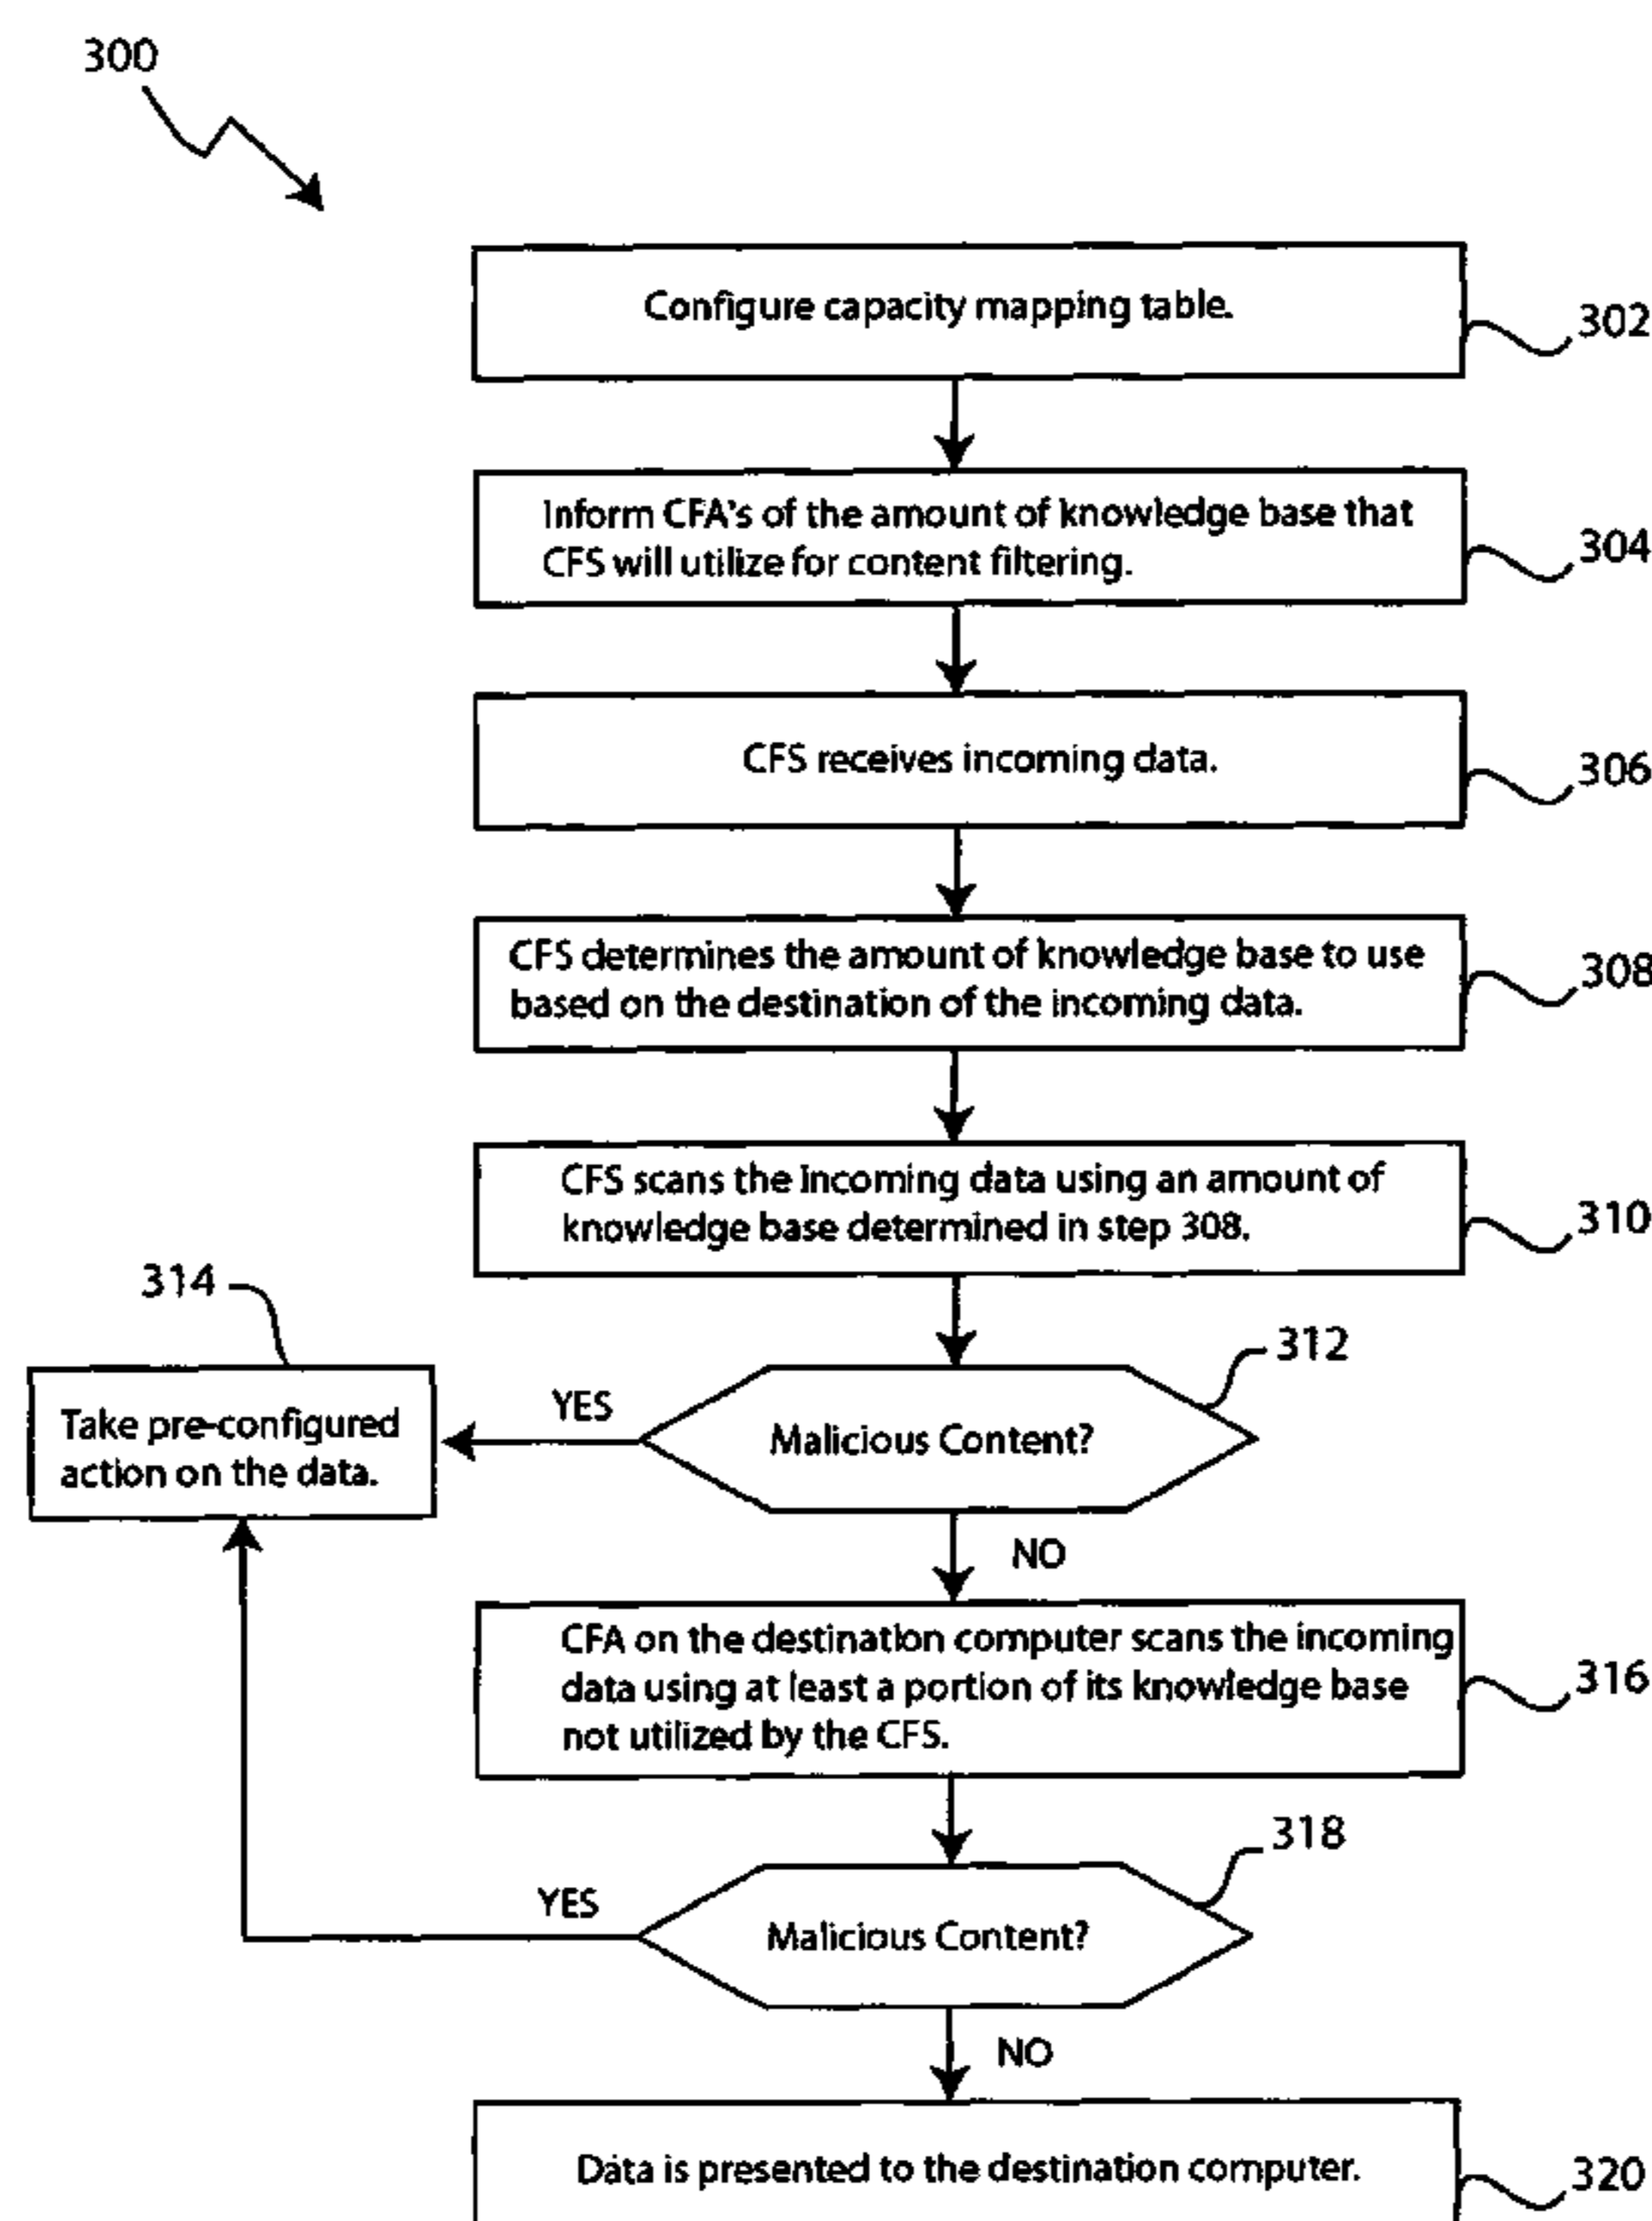 300
Configure capacity mapping table.
302
Inform CFA's of the amount of knowledge base that
CFS will utilize for content filtering.
304
CFS receives incoming data.
306
CFS determines the amount of knowledge base to use
based on the destination of the incoming data.
308
CFS scans the Incoming data using an amount of
knowledge base determined in step 308.
310
314
312
Take pre-configured
action on the data.
YES
Malicious Content?
NO
CFA on the destination computer scans the incoming
data using at least a portion of its knowledge base
not utilized by the CFS.
316
318
YES
Malicious Content?
NO
Data is presented to the destination computer.
320